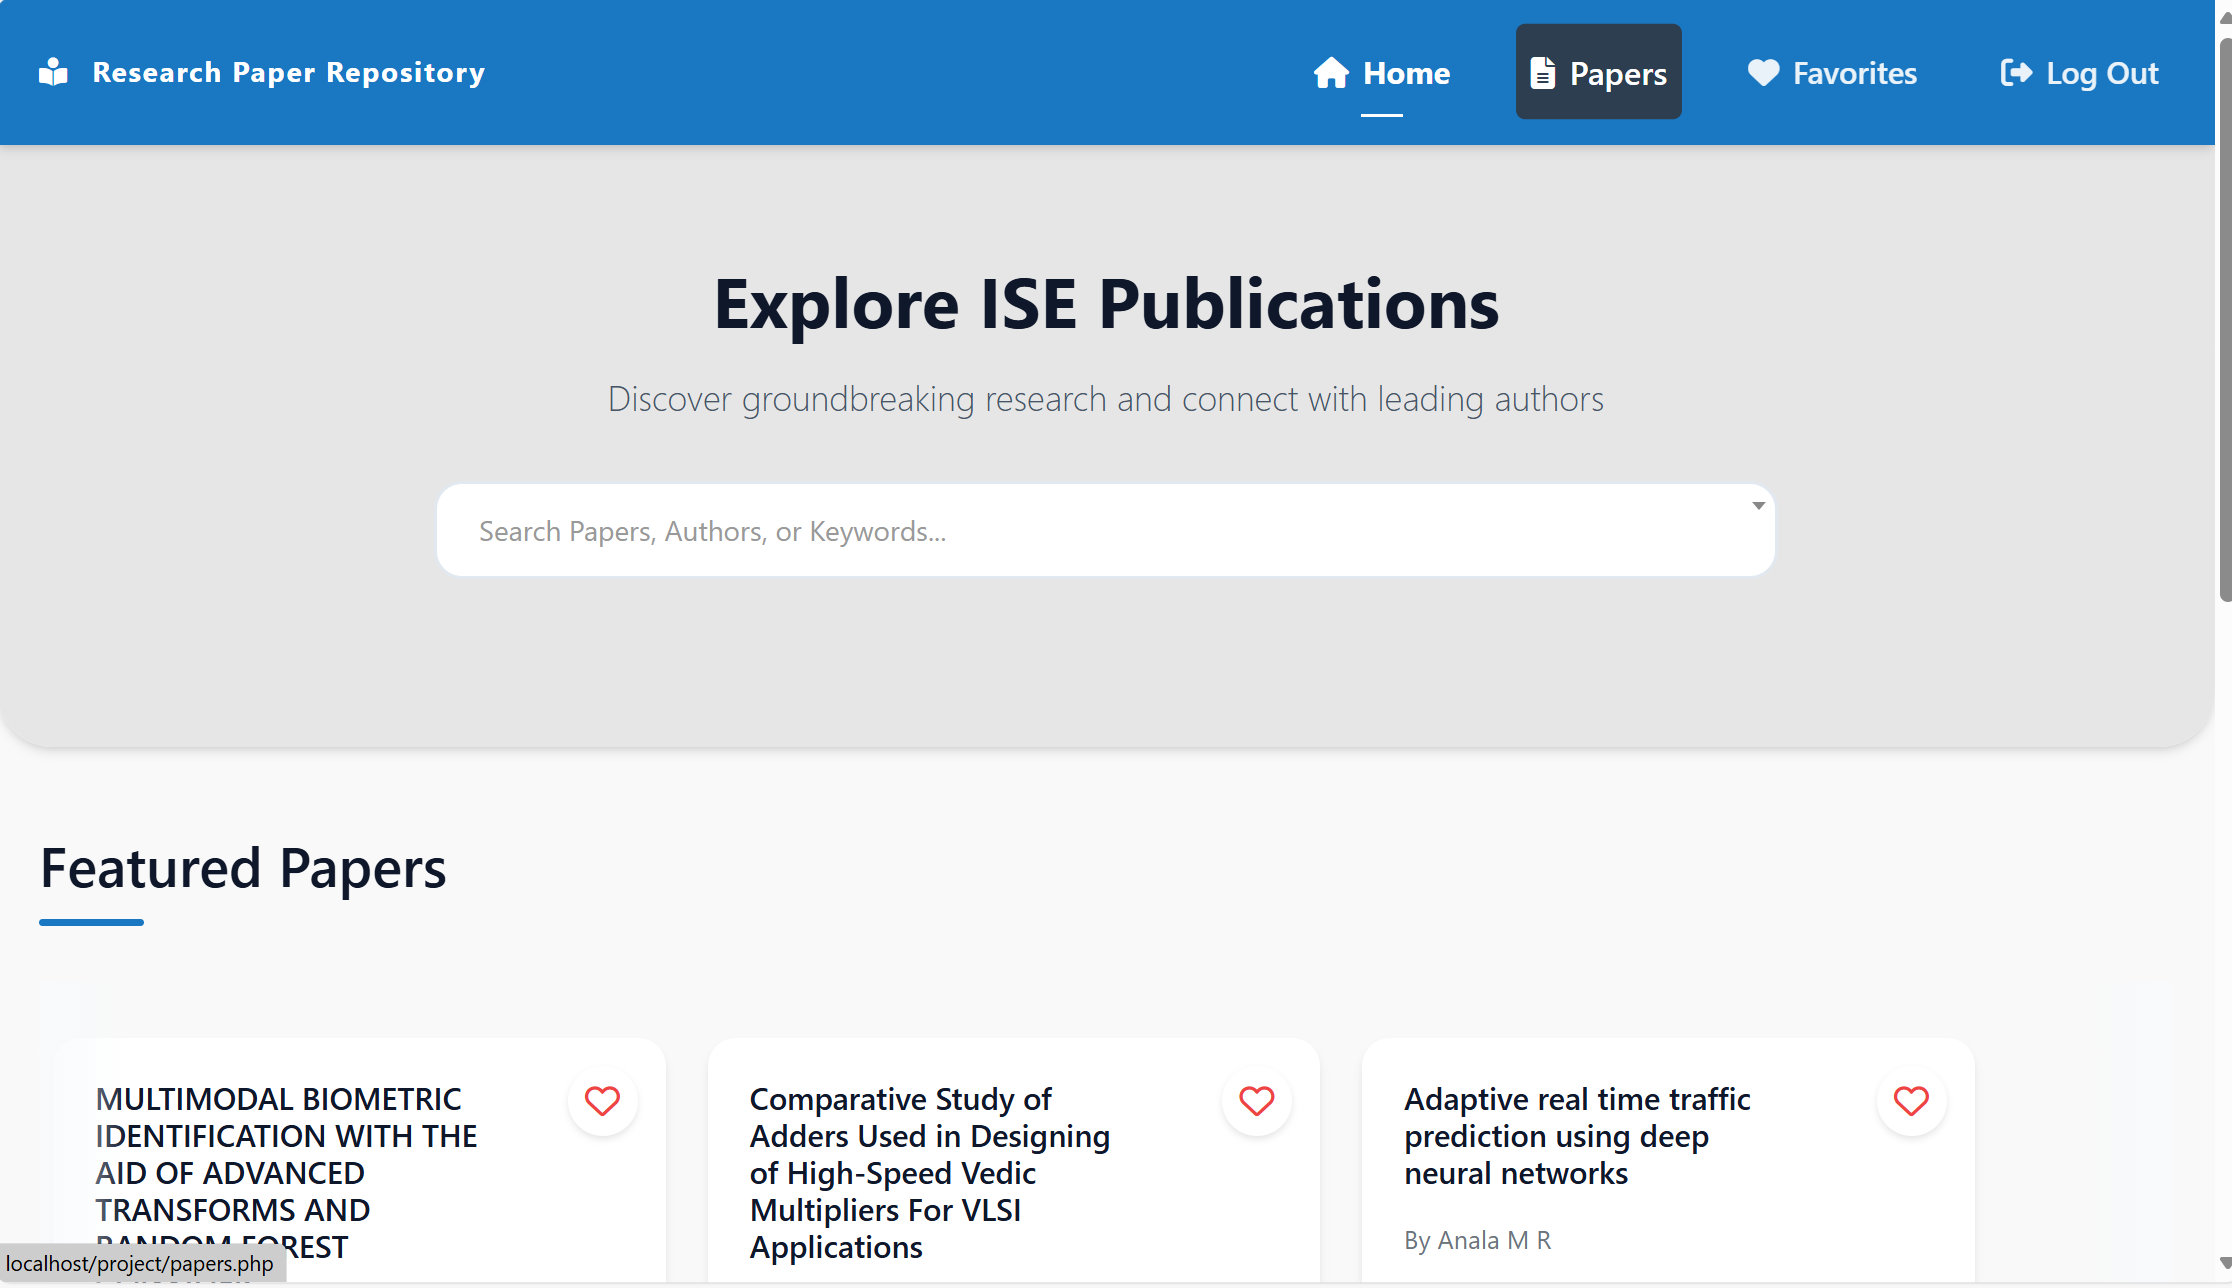 Research Paper Repository
Home
Papers
Favorites
Log Out
Explore ISE Publications
Discover groundbreaking research and connect with leading authors
Search Papers, Authors, or Keywords...
Featured Papers
MULTIMODAL BIOMETRIC
IDENTIFICATION WITH THE
AID OF ADVANCED
TRANSFORMS AND
RANDOM FOREST
Comparative Study of
Adders Used in Designing
of High-Speed Vedic
Multipliers For VLSI
Applications
Adaptive real time traffic
prediction using deep
neural networks
By Anala M R
localhost/project/papers.php